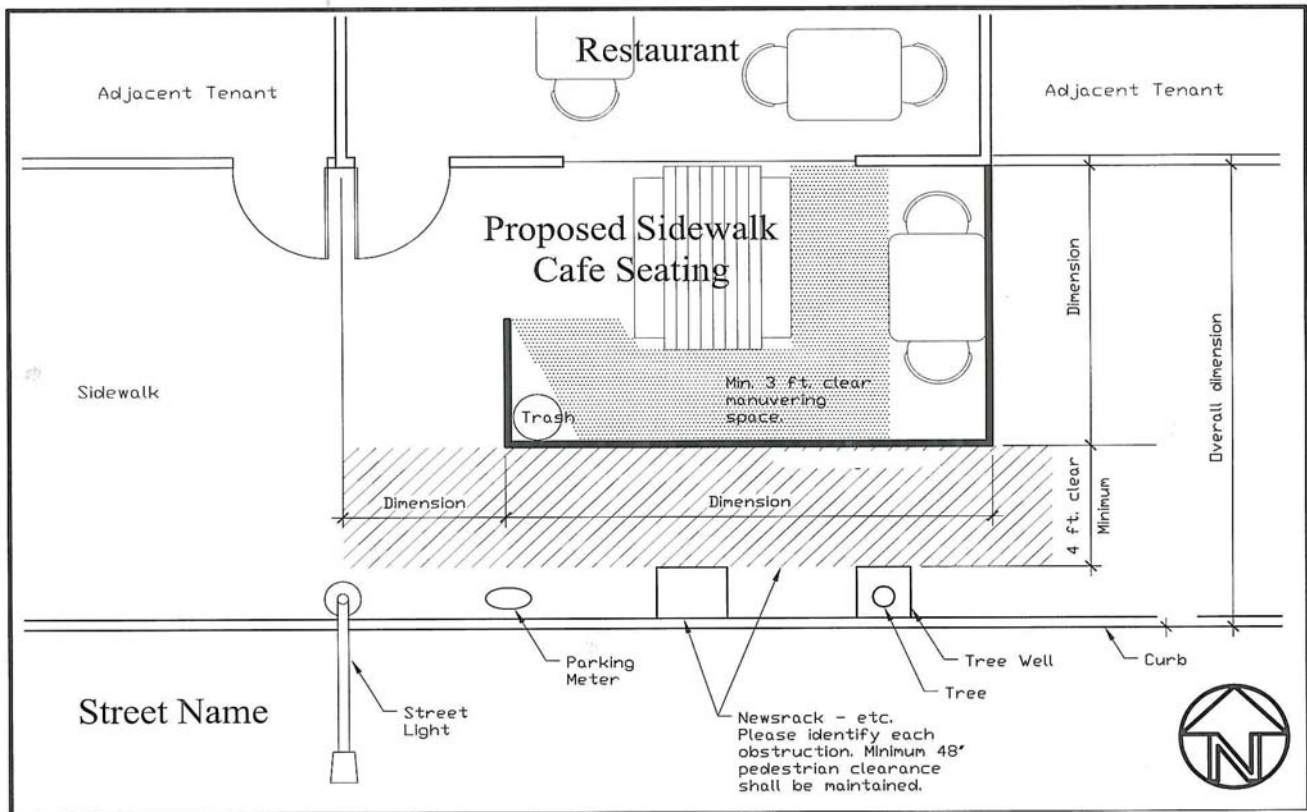 Restaurant
Adjacent Tenant
Adjacent Tenant
Proposed Sidewalk
Cafe Seating
Dimension
Overall dimension
Sidewalk
Min. 3 ft. clear
manuvering
space.
Trash
Dimension
Dimension
4 ft. clear
Minimum
Parking
Meter
Tree Well
Curb
Tree
Street Name
Street
Light
Newsrack - etc.
Please identify each
obstruction. Minimum 48"
pedestrian clearance
shall be maintained.
N